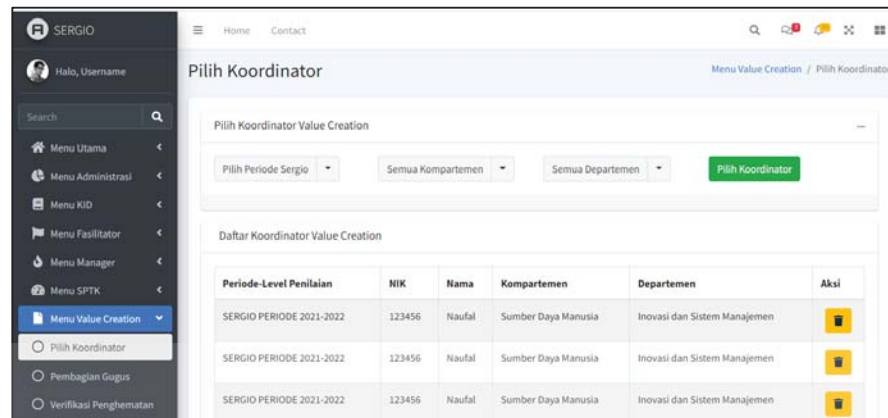 SERGIO
Home Contact
Halo, Username
Pilih Koordinator
Menu Value Creation / Pilih Koordinator
Search
Menu Utama
Menu Administrasi
Menu KID
Menu Fasilitator
Menu Manager
Menu SPTK
Menu Value Creation
Pilih Koordinator
Pembagian Gugus
Verifikasi Penghematan
Pilih Koordinator Value Creation
Pilih Periode Sergio Semua Kompartemen Semua Departemen Pilih Koordinator
Daftar Koordinator Value Creation
Periode-Level Penilaian NIK Nama Kompartemen Departemen Aksi
SERGIO PERIODE 2021-2022 123456 Naufal Sumber Daya Manusia Inovasi dan Sistem Manajemen
SERGIO PERIODE 2021-2022 123456 Naufal Sumber Daya Manusia Inovasi dan Sistem Manajemen
SERGIO PERIODE 2021-2022 123456 Naufal Sumber Daya Manusia Inovasi dan Sistem Manajemen